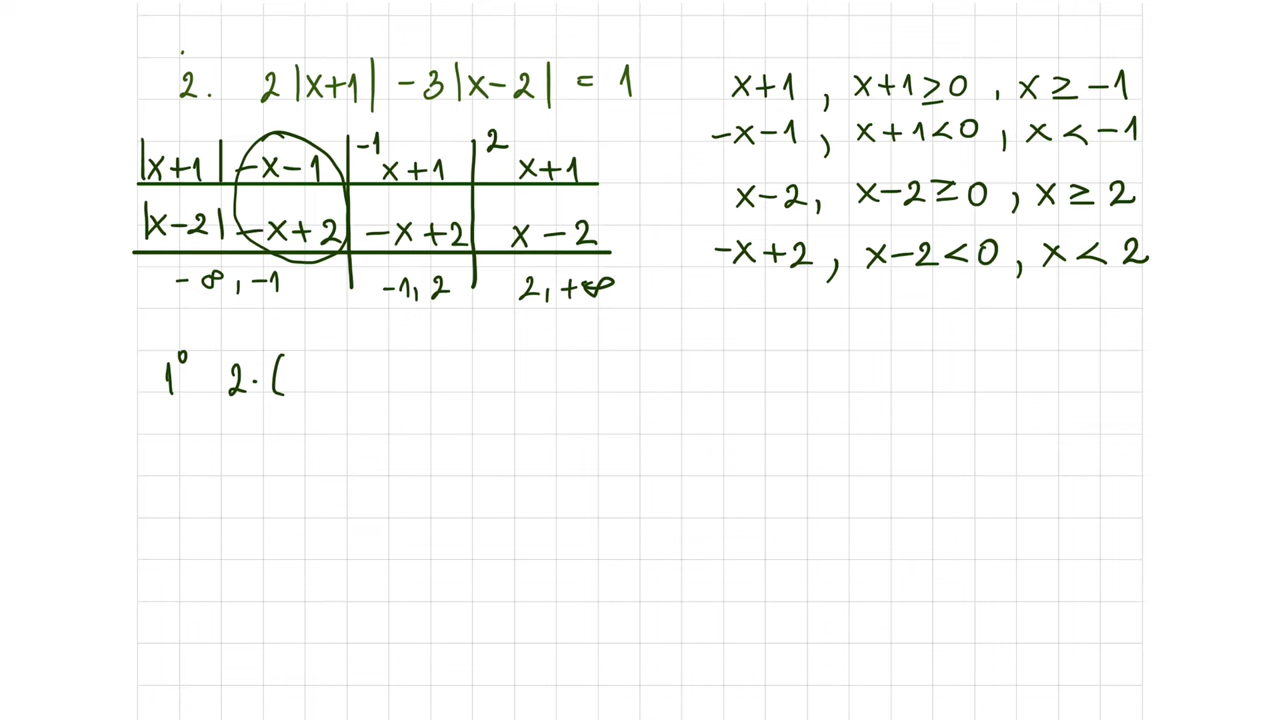 2. 2|x+1| - 3|x-2| = 1
x+1 , x+1≥0 , x ≥ -1
-x-1 , x+1<0 , x < -1
x-2, x-2≥0 , x ≥ 2
-x+2 , x-2<0 , x < 2
-1 2
|x+1| -x-1 x+1 x+1
|x-2| -x+2 -x+2 x-2
-∞, -1 -1, 2 2, +∞
1° 2·(